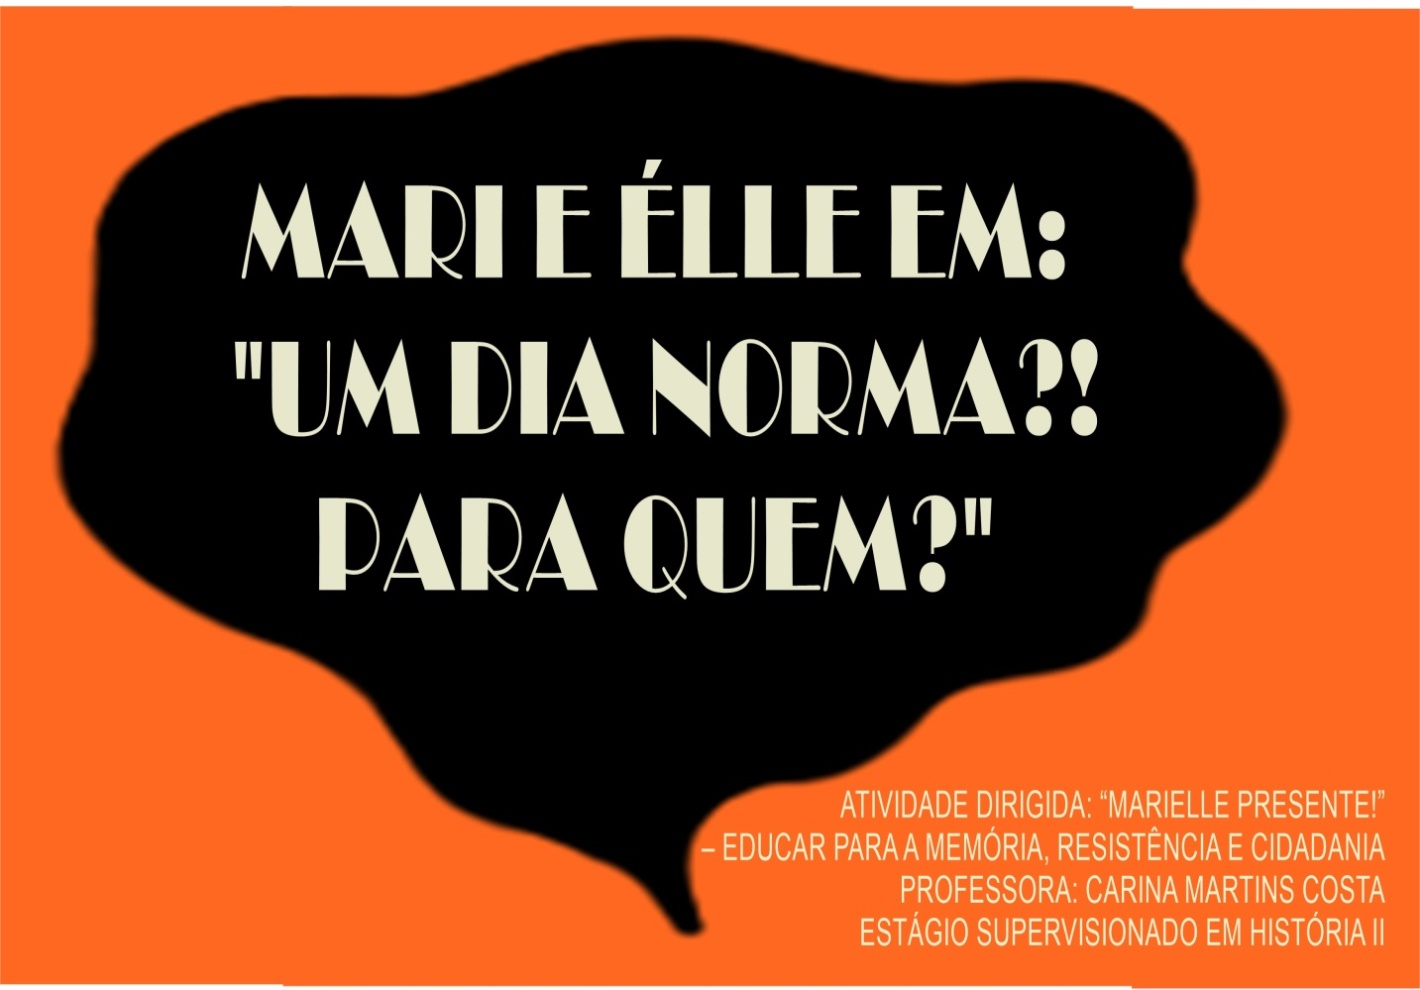 MARI E ÉLLE EM:
"UM DIA NORMA?!
PARA QUEM?"
ATIVIDADE DIRIGIDA: “MARIELLE PRESENTE!”
– EDUCAR PARA A MEMÓRIA, RESISTÊNCIA E CIDADANIA
PROFESSORA: CARINA MARTINS COSTA
ESTÁGIO SUPERVISIONADO EM HISTÓRIA II